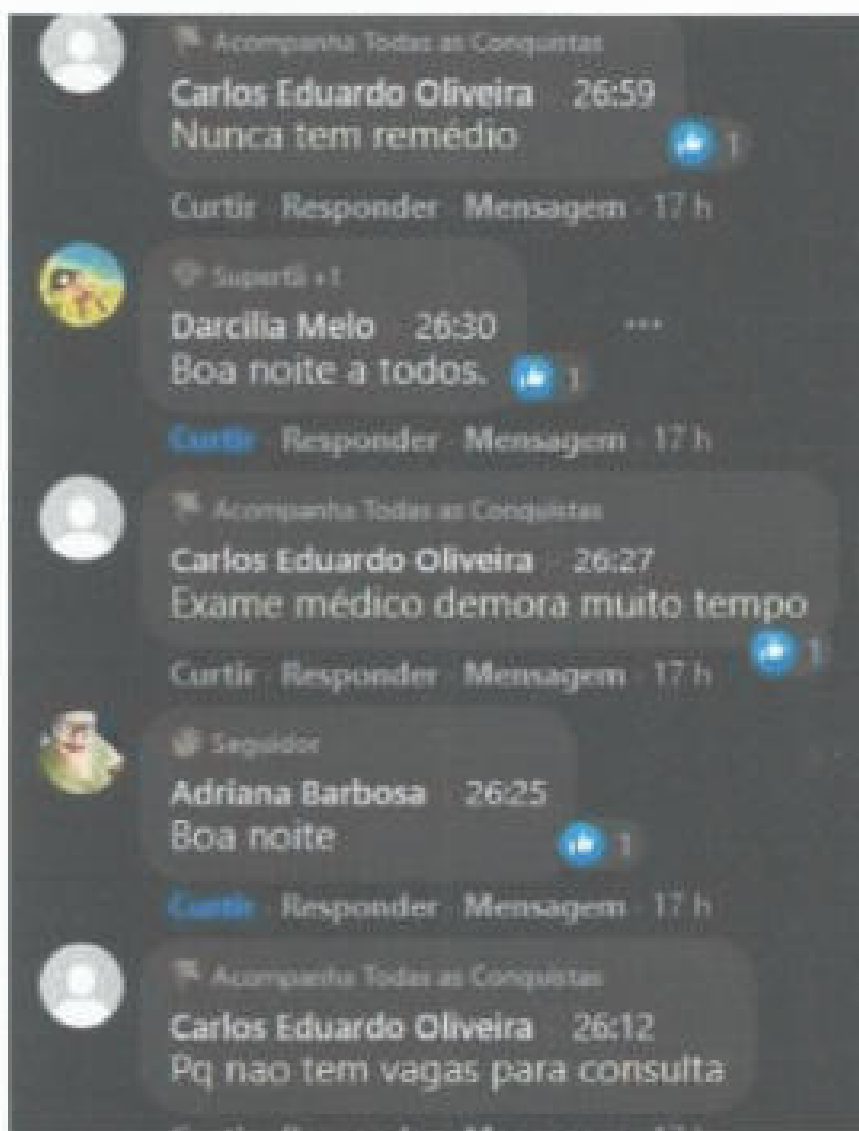 Acompanha Todas as Conquistas
Carlos Eduardo Oliveira 26:59
Nunca tem remédio
1
Curtir · Responder · Mensagem · 17 h
Superfã +1
Darcilia Melo 26:30
Boa noite a todos.
1
Curtir · Responder · Mensagem · 17 h
Acompanha Todas as Conquistas
Carlos Eduardo Oliveira · 26:27
Exame médico demora muito tempo
1
Curtir · Responder · Mensagem · 17 h
Seguidor
Adriana Barbosa · 26:25
Boa noite
1
Curtir · Responder · Mensagem · 17 h
Acompanha Todas as Conquistas
Carlos Eduardo Oliveira · 26:12
Pq nao tem vagas para consulta